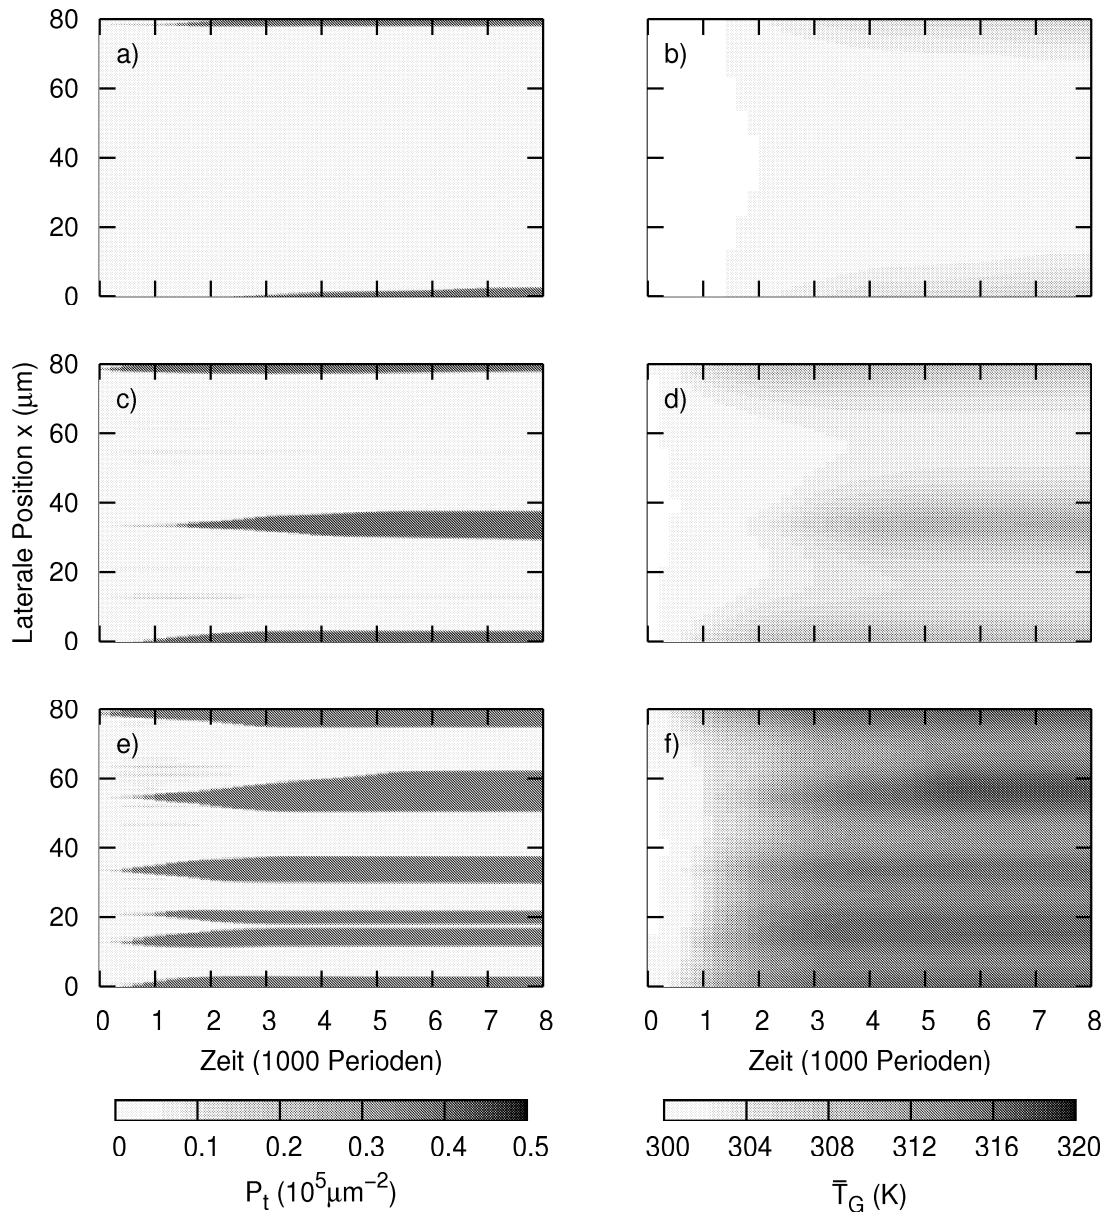 80
60
40
20
0
a)
b)
80
60
40
20
0
c)
d)
Laterale Position x (μm)
80
60
40
20
0
e)
f)
0 1 2 3 4 5 6 7 8
0 1 2 3 4 5 6 7 8
Zeit (1000 Perioden)
Zeit (1000 Perioden)
0 0.1 0.2 0.3 0.4 0.5
300 304 308 312 316 320
P_t (10^5 μm^−2)
T̿_G (K)